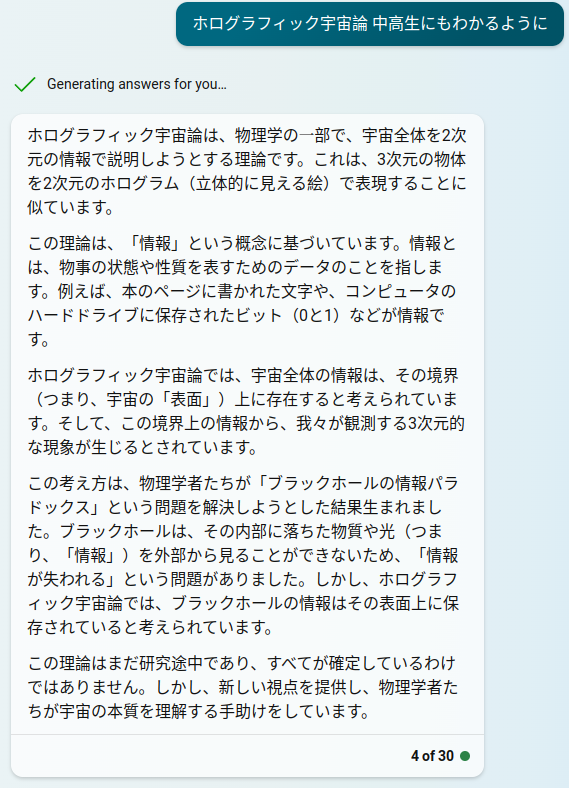 ホログラフィック宇宙論 中高生にもわかるように
Generating answers for you…
ホログラフィック宇宙論は、物理学の一部で、宇宙全体を2次
元の情報で説明しようとする理論です。これは、3次元の物体
を2次元のホログラム（立体的に見える絵）で表現することに
似ています。
この理論は、「情報」という概念に基づいています。情報と
は、物事の状態や性質を表すためのデータのことを指しま
す。例えば、本のページに書かれた文字や、コンピュータの
ハードドライブに保存されたビット（0と1）などが情報で
す。
ホログラフィック宇宙論では、宇宙全体の情報は、その境界
（つまり、宇宙の「表面」）上に存在すると考えられていま
す。そして、この境界上の情報から、我々が観測する3次元的
な現象が生じるとされています。
この考え方は、物理学者たちが「ブラックホールの情報パラ
ドックス」という問題を解決しようとした結果生まれまし
た。ブラックホールは、その内部に落ちた物質や光（つま
り、「情報」）を外部から見ることができないため、「情報
が失われる」という問題がありました。しかし、ホログラフ
ィック宇宙論では、ブラックホールの情報はその表面上に保
存されていると考えられています。
この理論はまだ研究途中であり、すべてが確定しているわけ
ではありません。しかし、新しい視点を提供し、物理学者た
ちが宇宙の本質を理解する手助けをしています。
4 of 30